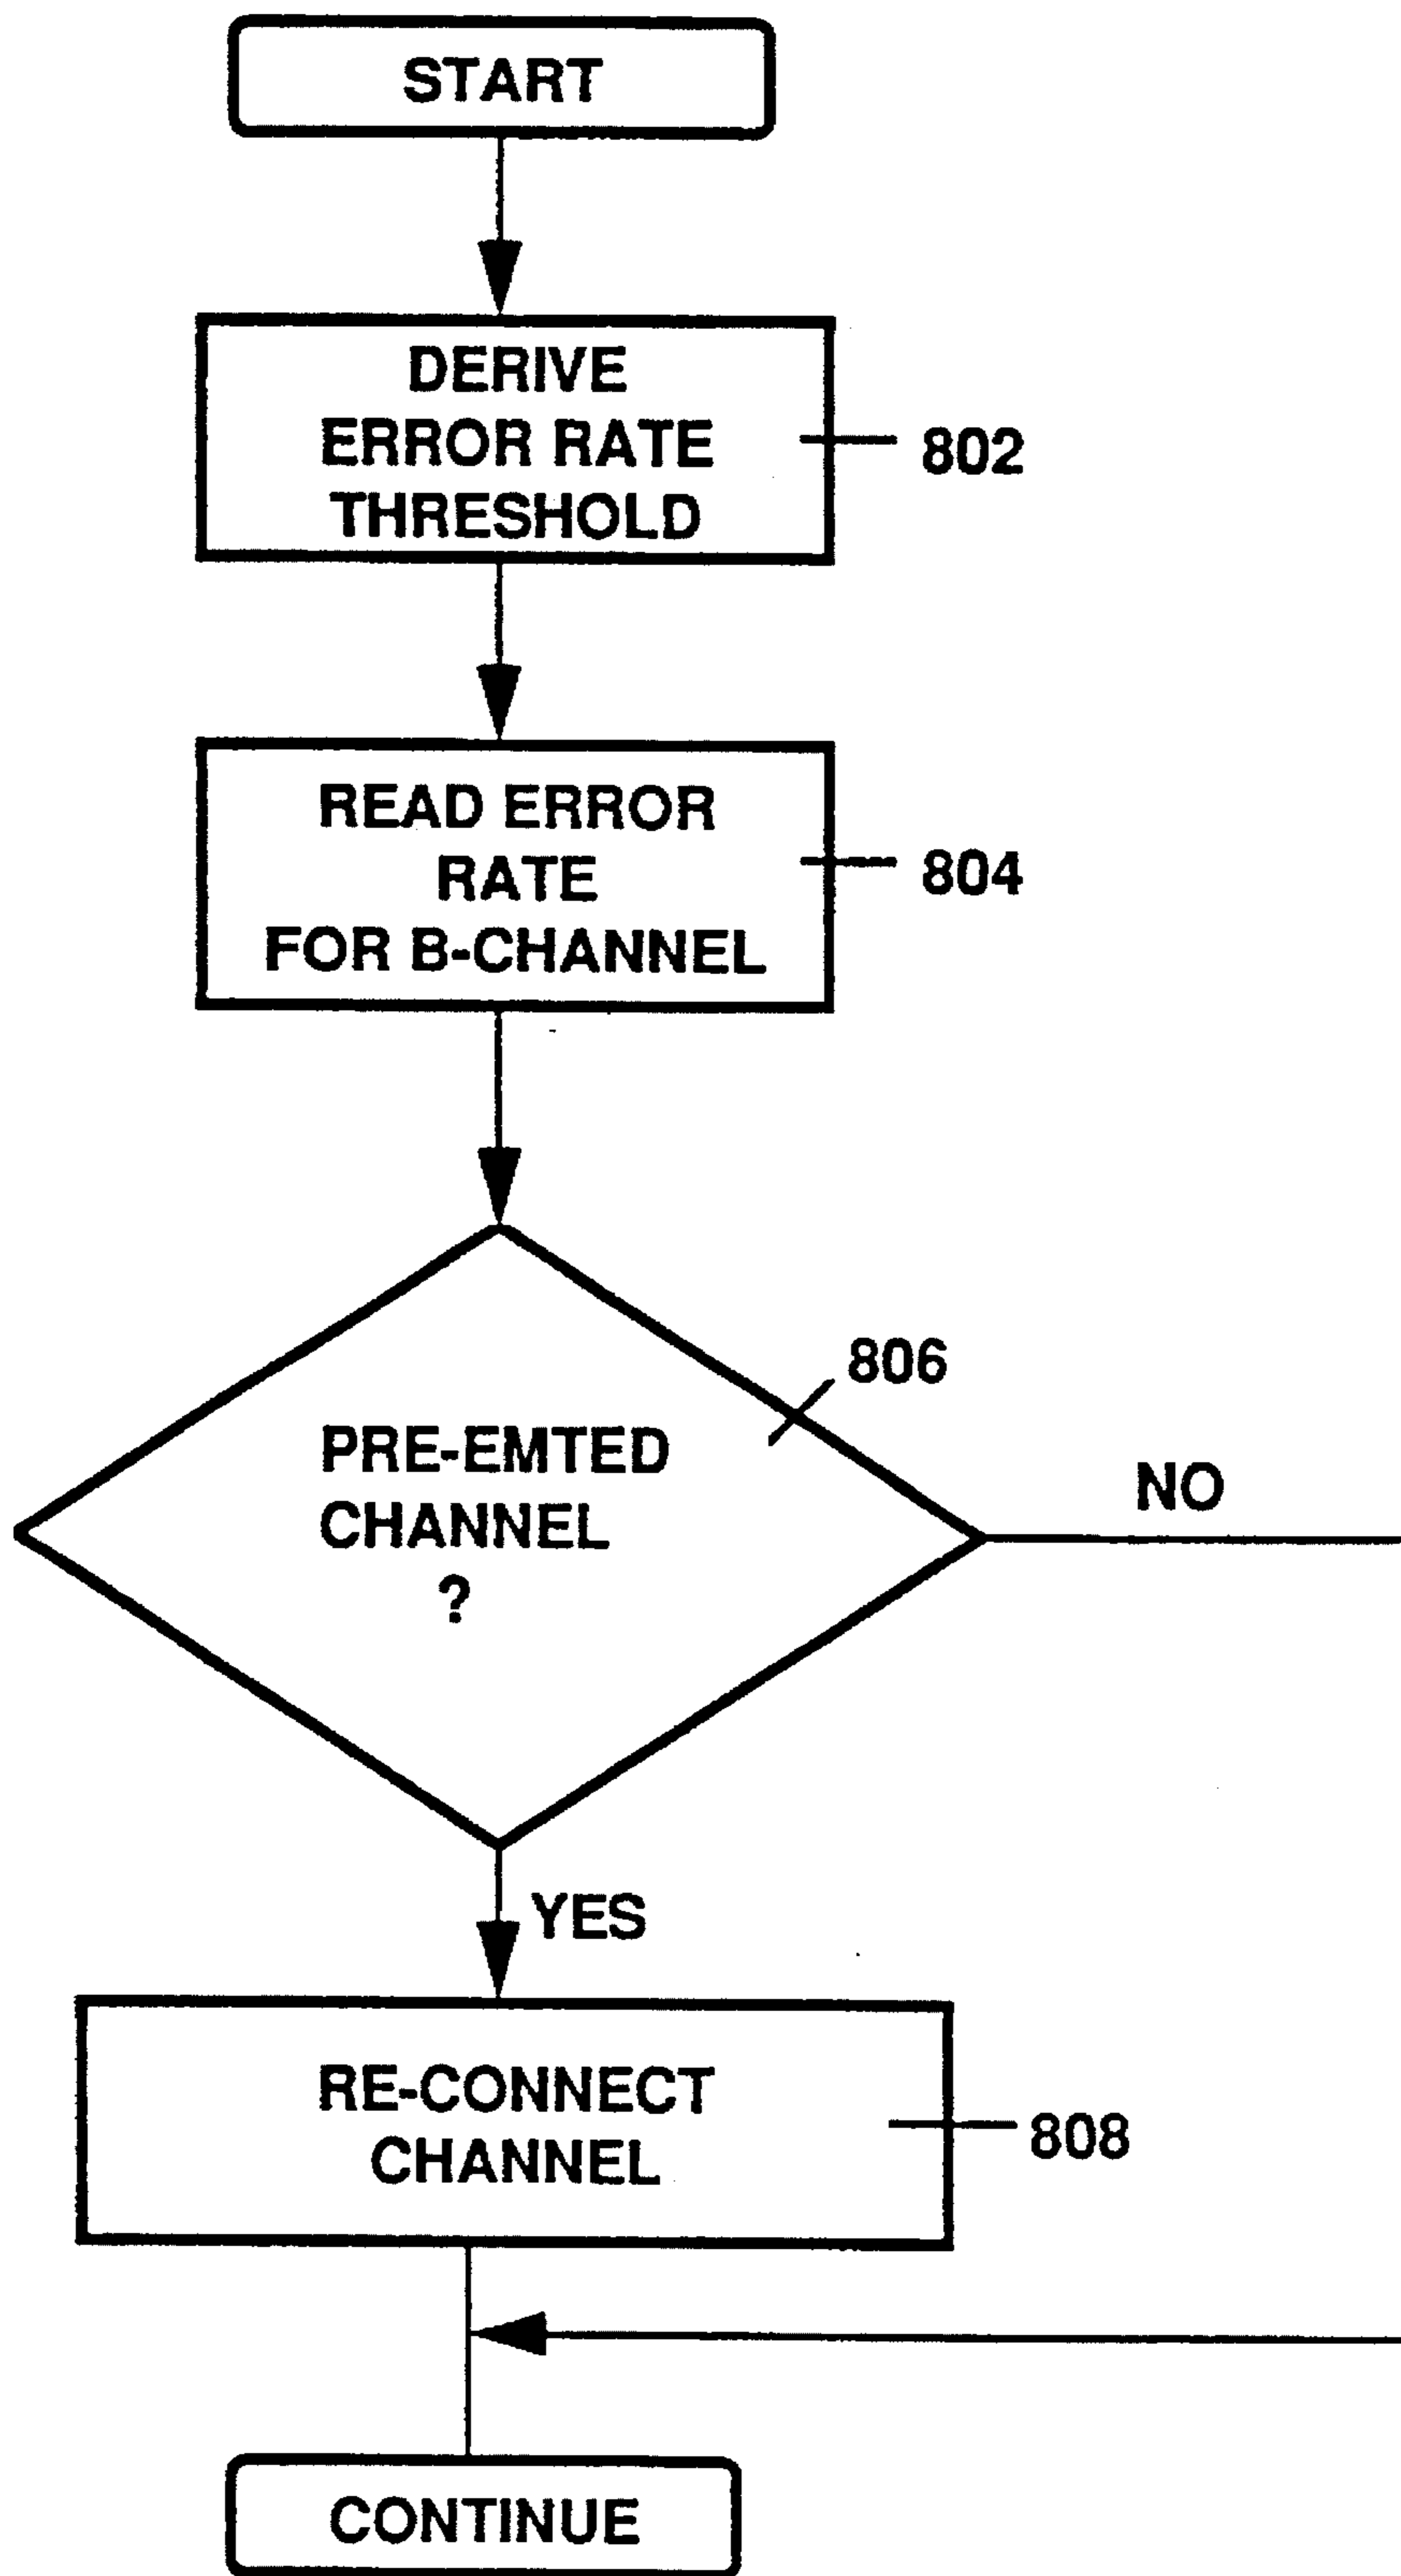 START
DERIVE
ERROR RATE
THRESHOLD
802
READ ERROR
RATE
FOR B-CHANNEL
804
806
PRE-EMTED
CHANNEL
?
NO
YES
RE-CONNECT
CHANNEL
808
CONTINUE